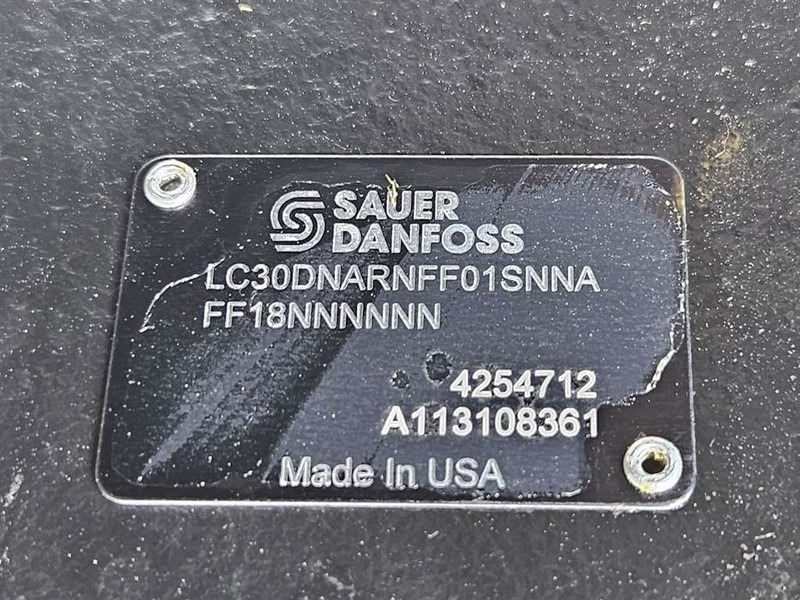 SAUER
DANFOSS
LC30DNARNFF01SNNA
FF18NNNNNN
4254712
A113108361
Made In USA